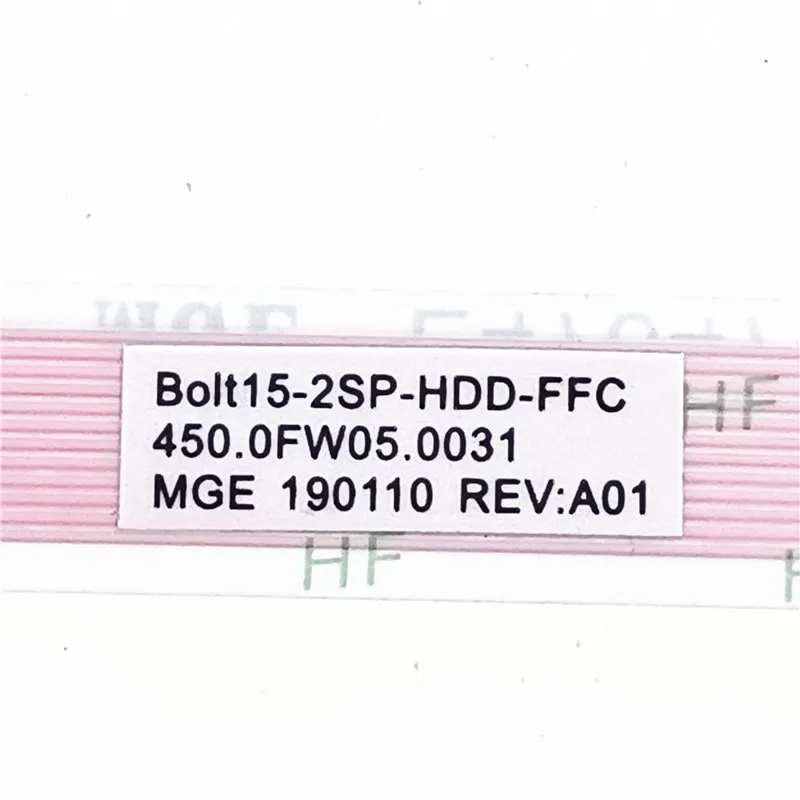 Bolt15-2SP-HDD-FFC
HF
450.0FW05.0031
MGE 190110 REV:A01
HF